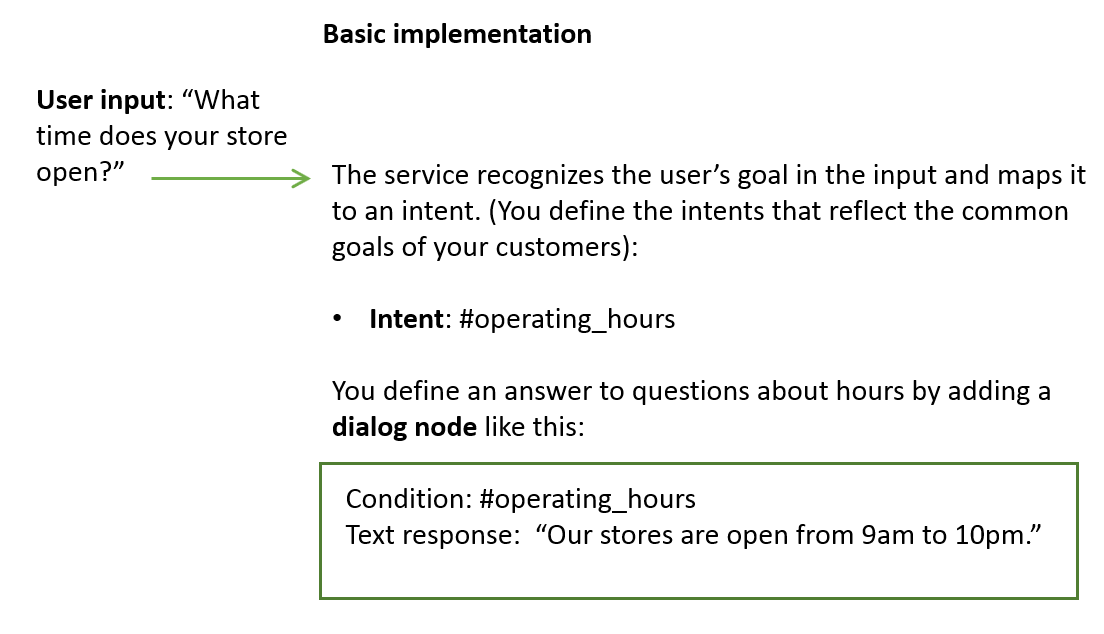 Basic implementation
User input: “What
time does your store
open?”
The service recognizes the user’s goal in the input and maps it
to an intent. (You define the intents that reflect the common
goals of your customers):
• Intent: #operating_hours
You define an answer to questions about hours by adding a
dialog node like this:
Condition: #operating_hours
Text response:  “Our stores are open from 9am to 10pm.”